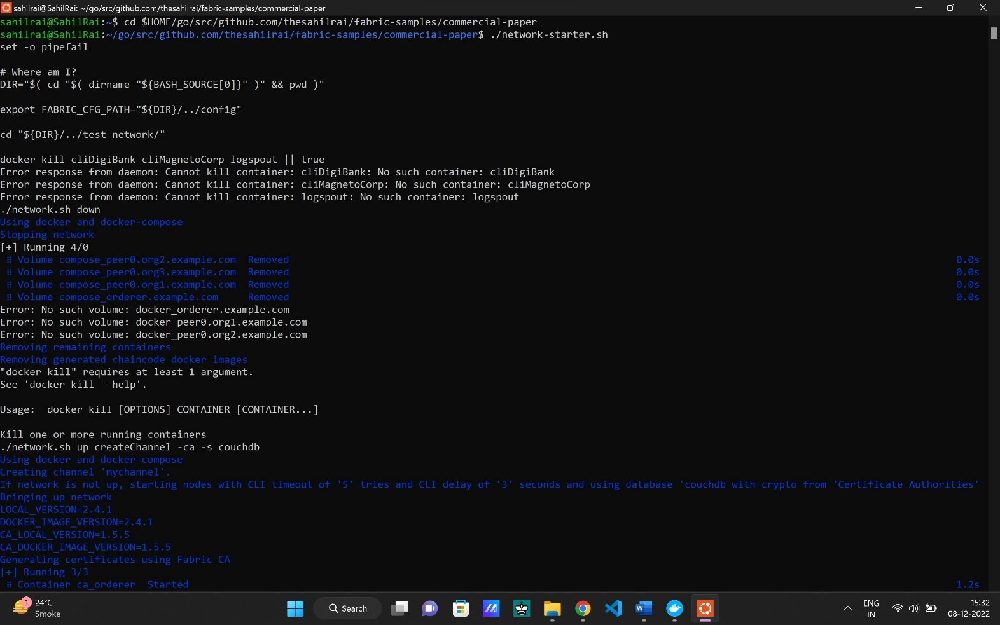 sahilrai@SahilRai: ~/go/src/github.com/thesahilrai/fabric-samples/commercial-paper
sahilrai@SahilRai:~$ cd $HOME/go/src/github.com/thesahilrai/fabric-samples/commercial-paper
sahilrai@SahilRai:~/go/src/github.com/thesahilrai/fabric-samples/commercial-paper$ ./network-starter.sh
set -o pipefail
# Where am I?
DIR="$( cd "$( dirname "${BASH_SOURCE[0]}" )" && pwd )"
export FABRIC_CFG_PATH="${DIR}/../config"
cd "${DIR}/../test-network/"
docker kill cliDigiBank cliMagnetoCorp logspout || true
Error response from daemon: Cannot kill container: cliDigiBank: No such container: cliDigiBank
Error response from daemon: Cannot kill container: cliMagnetoCorp: No such container: cliMagnetoCorp
Error response from daemon: Cannot kill container: logspout: No such container: logspout
./network.sh down
Using docker and docker-compose
Stopping network
[+] Running 4/0
⠿ Volume compose_peer0.org2.example.com  Removed 0.0s
⠿ Volume compose_peer0.org3.example.com  Removed 0.0s
⠿ Volume compose_peer0.org1.example.com  Removed 0.0s
⠿ Volume compose_orderer.example.com     Removed 0.0s
Error: No such volume: docker_orderer.example.com
Error: No such volume: docker_peer0.org1.example.com
Error: No such volume: docker_peer0.org2.example.com
Removing remaining containers
Removing generated chaincode docker images
"docker kill" requires at least 1 argument.
See 'docker kill --help'.
Usage:  docker kill [OPTIONS] CONTAINER [CONTAINER...]
Kill one or more running containers
./network.sh up createChannel -ca -s couchdb
Using docker and docker-compose
Creating channel 'mychannel'.
If network is not up, starting nodes with CLI timeout of '5' tries and CLI delay of '3' seconds and using database 'couchdb with crypto from 'Certificate Authorities'
Bringing up network
LOCAL_VERSION=2.4.1
DOCKER_IMAGE_VERSION=2.4.1
CA_LOCAL_VERSION=1.5.5
CA_DOCKER_IMAGE_VERSION=1.5.5
Generating certificates using Fabric CA
[+] Running 3/3
⠿ Container ca_orderer  Started 1.2s
1
24°C
Smoke
Search
W
ENG
IN
15:32
08-12-2022